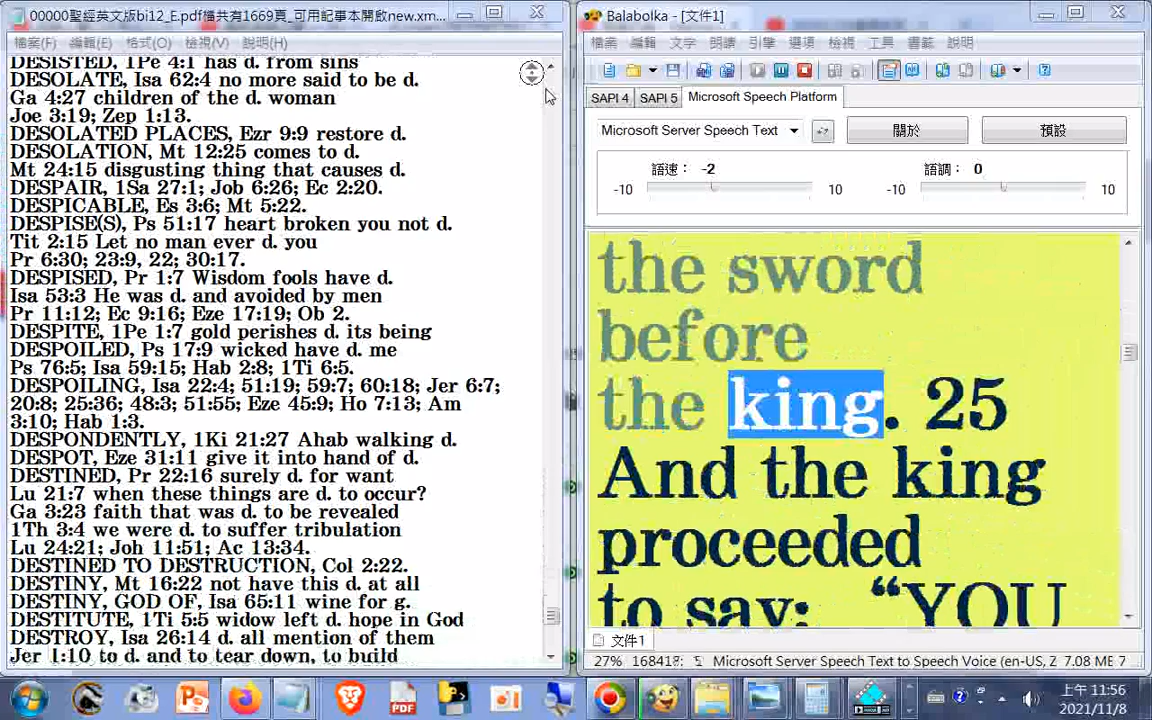 00000聖經英文版bi12_E.pdf檔共有1669頁_可用記事本開啟new.xm...
檔案(F) 編輯(E) 格式(O) 檢視(V) 說明(H)
DESISTED, 1Pe 4:1 has d. from sins
DESOLATE, Isa 62:4 no more said to be d.
Ga 4:27 children of the d. woman
Joe 3:19; Zep 1:13.
DESOLATED PLACES, Ezr 9:9 restore d.
DESOLATION, Mt 12:25 comes to d.
Mt 24:15 disgusting thing that causes d.
DESPAIR, 1Sa 27:1; Job 6:26; Ec 2:20.
DESPICABLE, Es 3:6; Mt 5:22.
DESPISE(S), Ps 51:17 heart broken you not d.
Tit 2:15 Let no man ever d. you
Pr 6:30; 23:9, 22; 30:17.
DESPISED, Pr 1:7 Wisdom fools have d.
Isa 53:3 He was d. and avoided by men
Pr 11:12; Ec 9:16; Eze 17:19; Ob 2.
DESPITE, 1Pe 1:7 gold perishes d. its being
DESPOILED, Ps 17:9 wicked have d. me
Ps 76:5; Isa 59:15; Hab 2:8; 1Ti 6:5.
DESPOILING, Isa 22:4; 51:19; 59:7; 60:18; Jer 6:7;
20:8; 25:36; 48:3; 51:55; Eze 45:9; Ho 7:13; Am
3:10; Hab 1:3.
DESPONDENTLY, 1Ki 21:27 Ahab walking d.
DESPOT, Eze 31:11 give it into hand of d.
DESTINED, Pr 22:16 surely d. for want
Lu 21:7 when these things are d. to occur?
Ga 3:23 faith that was d. to be revealed
1Th 3:4 we were d. to suffer tribulation
Lu 24:21; Joh 11:51; Ac 13:34.
DESTINED TO DESTRUCTION, Col 2:22.
DESTINY, Mt 16:22 not have this d. at all
DESTINY, GOD OF, Isa 65:11 wine for g.
DESTITUTE, 1Ti 5:5 widow left d. hope in God
DESTROY, Isa 26:14 d. all mention of them
Jer 1:10 to d. and to tear down, to build
Balabolka - [文件1]
檔案 編輯 文字 朗讀 引擎 選項 檢視 工具 書籤 說明
SAPI 4 SAPI 5 Microsoft Speech Platform
Microsoft Server Speech Text 關於 預設
語速: -2 語調: 0
-10 10 -10 10
the sword
before
the king. 25
And the king
proceeded
to say: “YOU
文件1
27% Microsoft Server Speech Text to Speech Voice (en-US, Z 7.08 MB 7
PDF
上午 11:56
2021/11/8